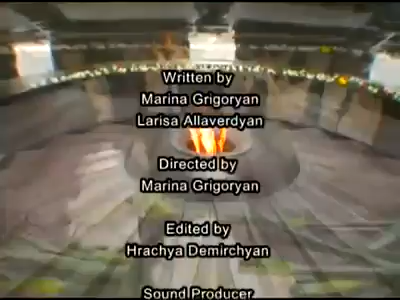 Written by
Marina Grigoryan
Larisa Allaverdyan
Directed by
Marina Grigoryan
Edited by
Hrachya Demirchyan
Sound Producer